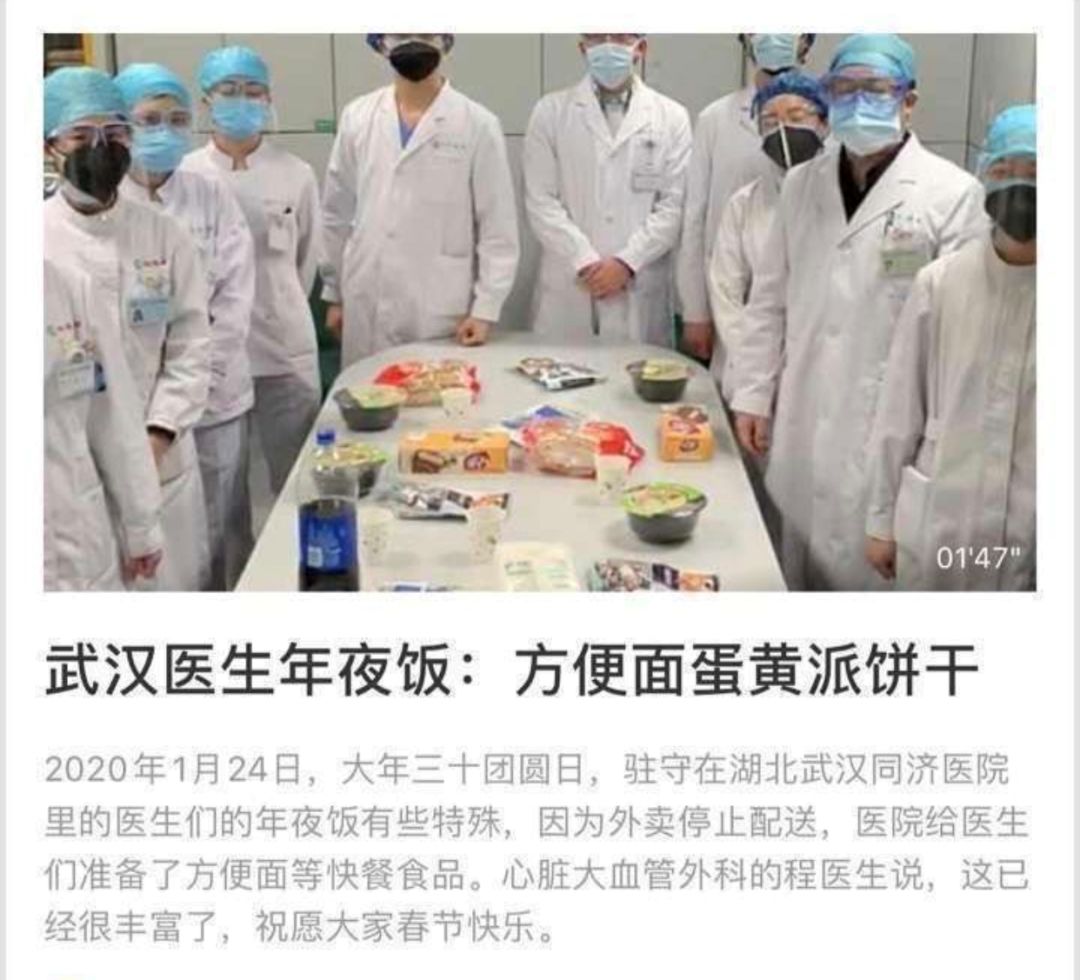 01'47"
武汉医生年夜饭：方便面蛋黄派饼干
2020年1月24日，大年三十团圆日，驻守在湖北武汉同济医院
里的医生们的年夜饭有些特殊，因为外卖停止配送，医院给医生
们准备了方便面等快餐食品。心脏大血管外科的程医生说，这已
经很丰富了，祝愿大家春节快乐。